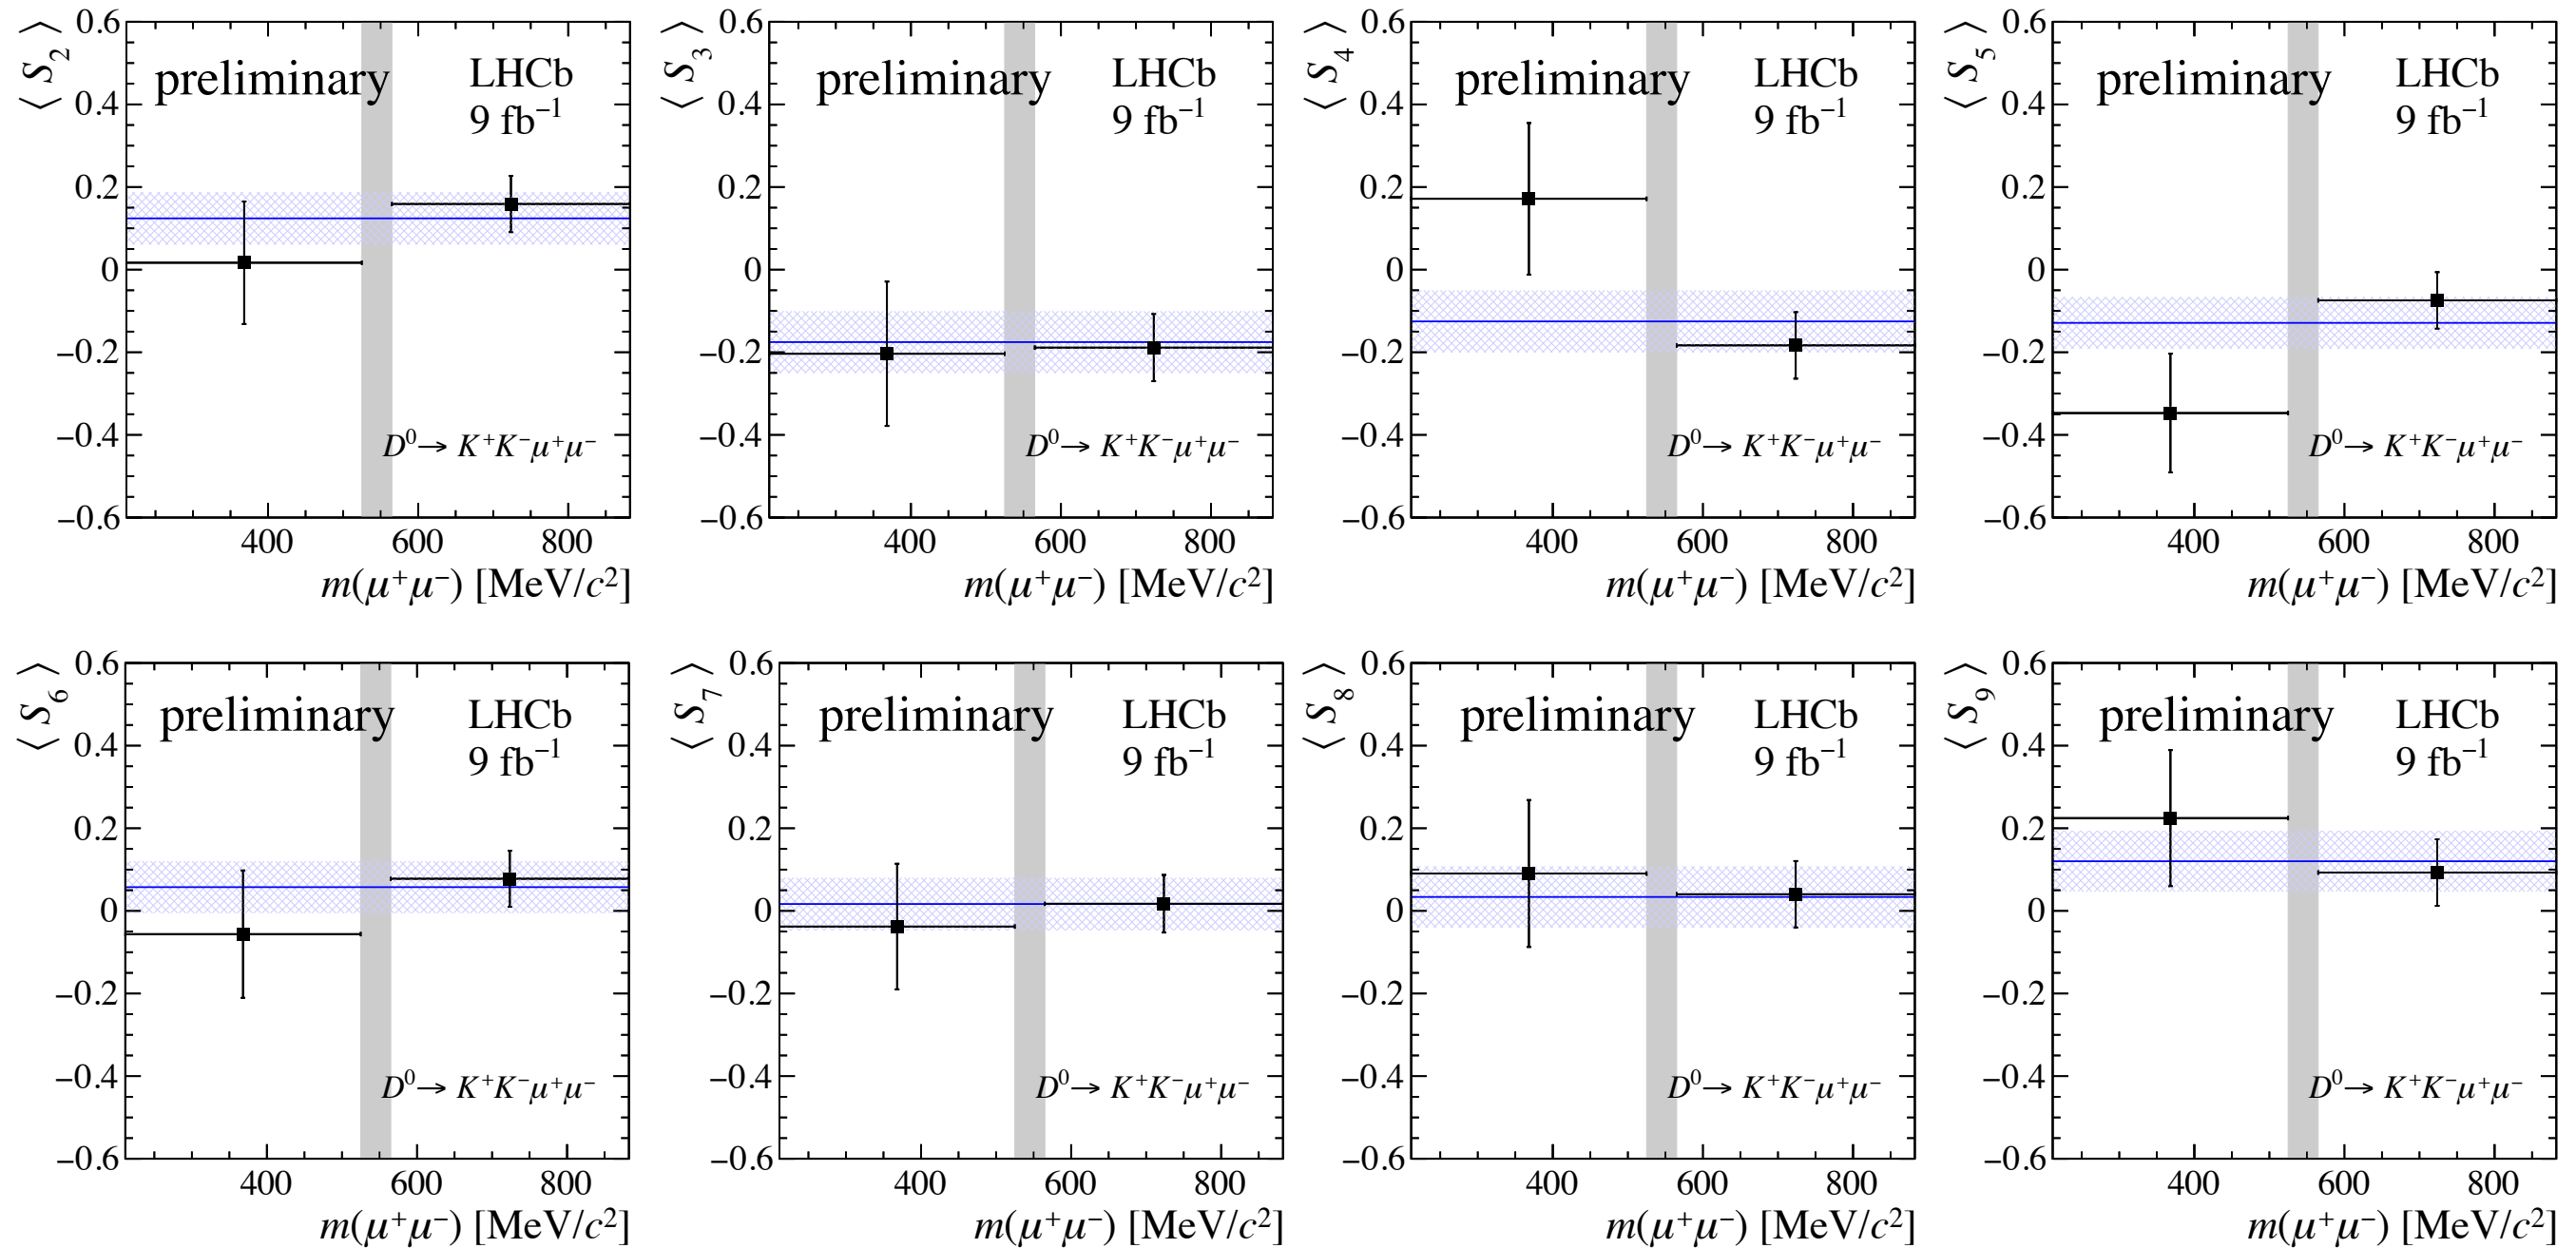 ⟨ S₂ ⟩
0.6
0.4
0.2
0
−0.2
−0.4
−0.6
preliminary
LHCb
9 fb⁻¹
D⁰→ K⁺K⁻μ⁺μ⁻
400 600 800
m(μ⁺μ⁻) [MeV/c²]
⟨ S₃ ⟩
0.6
0.4
0.2
0
−0.2
−0.4
−0.6
preliminary
LHCb
9 fb⁻¹
D⁰→ K⁺K⁻μ⁺μ⁻
400 600 800
m(μ⁺μ⁻) [MeV/c²]
⟨ S₄ ⟩
0.6
0.4
0.2
0
−0.2
−0.4
−0.6
preliminary
LHCb
9 fb⁻¹
D⁰→ K⁺K⁻μ⁺μ⁻
400 600 800
m(μ⁺μ⁻) [MeV/c²]
⟨ S₅ ⟩
0.6
0.4
0.2
0
−0.2
−0.4
−0.6
preliminary
LHCb
9 fb⁻¹
D⁰→ K⁺K⁻μ⁺μ⁻
400 600 800
m(μ⁺μ⁻) [MeV/c²]
⟨ S₆ ⟩
0.6
0.4
0.2
0
−0.2
−0.4
−0.6
preliminary
LHCb
9 fb⁻¹
D⁰→ K⁺K⁻μ⁺μ⁻
400 600 800
m(μ⁺μ⁻) [MeV/c²]
⟨ S₇ ⟩
0.6
0.4
0.2
0
−0.2
−0.4
−0.6
preliminary
LHCb
9 fb⁻¹
D⁰→ K⁺K⁻μ⁺μ⁻
400 600 800
m(μ⁺μ⁻) [MeV/c²]
⟨ S₈ ⟩
0.6
0.4
0.2
0
−0.2
−0.4
−0.6
preliminary
LHCb
9 fb⁻¹
D⁰→ K⁺K⁻μ⁺μ⁻
400 600 800
m(μ⁺μ⁻) [MeV/c²]
⟨ S₉ ⟩
0.6
0.4
0.2
0
−0.2
−0.4
−0.6
preliminary
LHCb
9 fb⁻¹
D⁰→ K⁺K⁻μ⁺μ⁻
400 600 800
m(μ⁺μ⁻) [MeV/c²]